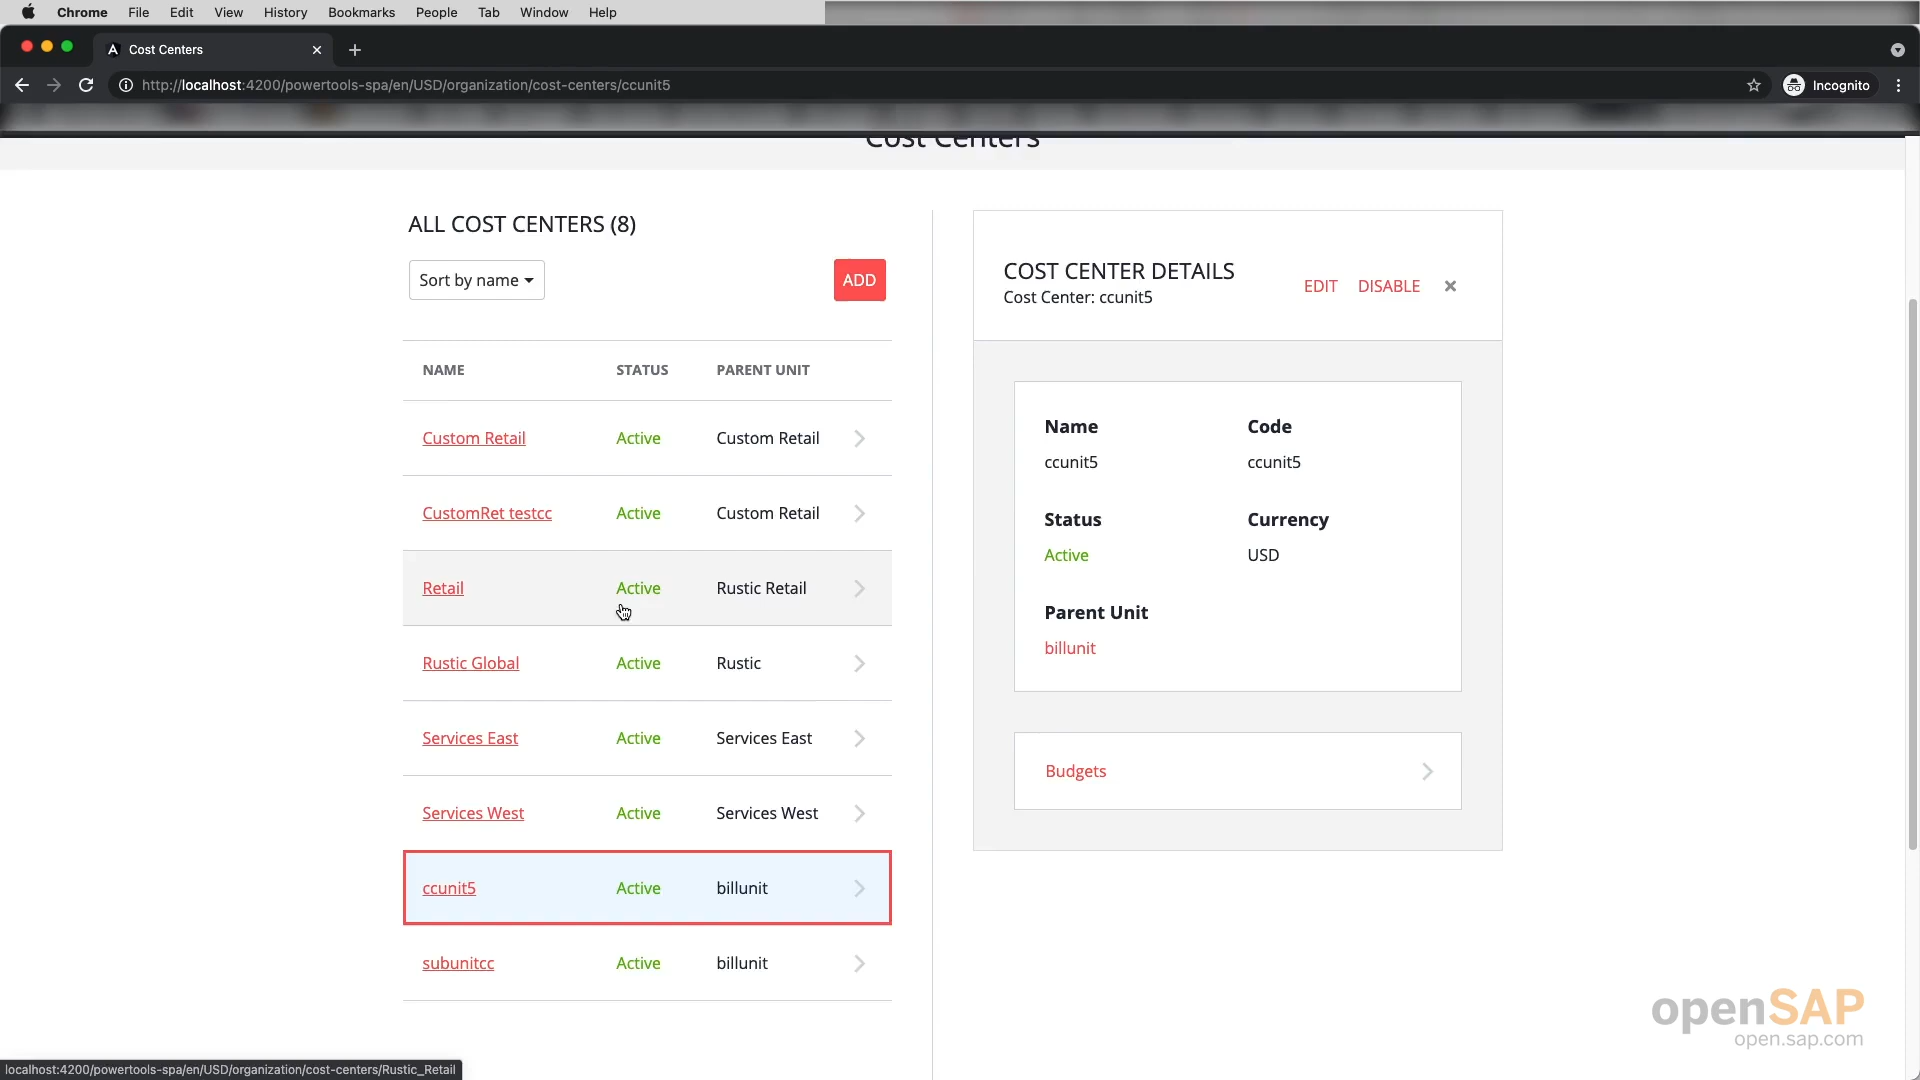 Chrome File Edit View History Bookmarks People Tab Window Help
Cost Centers
http://localhost:4200/powertools-spa/en/USD/organization/cost-centers/ccunit5
Incognito
Cost Centers
ALL COST CENTERS (8)
Sort by name
ADD
NAME STATUS PARENT UNIT
Custom Retail Active Custom Retail
CustomRet testcc Active Custom Retail
Retail Active Rustic Retail
Rustic Global Active Rustic
Services East Active Services East
Services West Active Services West
ccunit5 Active billunit
subunitcc Active billunit
COST CENTER DETAILS
Cost Center: ccunit5
EDIT DISABLE
Name Code
ccunit5 ccunit5
Status Currency
Active USD
Parent Unit
billunit
Budgets
openSAP
open.sap.com
localhost:4200/powertools-spa/en/USD/organization/cost-centers/Rustic_Retail